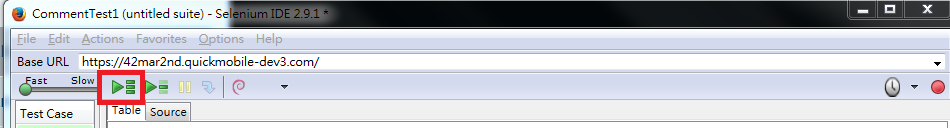 CommentTest1 (untitled suite) - Selenium IDE 2.9.1 *
File Edit Actions Favorites Options Help
Base URL https://42mar2nd.quickmobile-dev3.com/
Fast Slow
Test Case Table Source